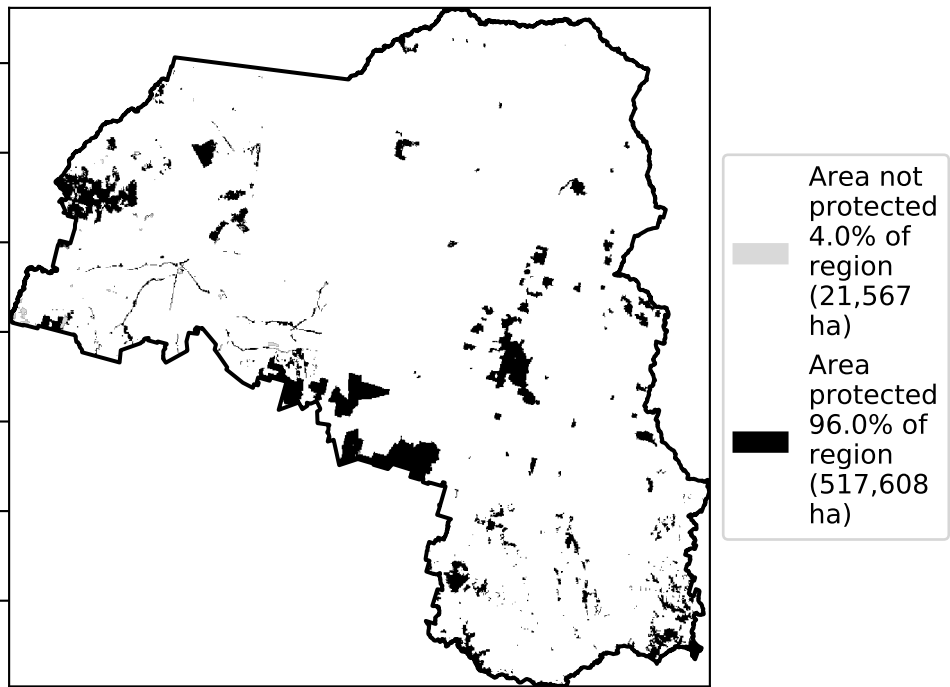 Area not
protected
4.0% of
region
(21,567
ha)
Area
protected
96.0% of
region
(517,608
ha)